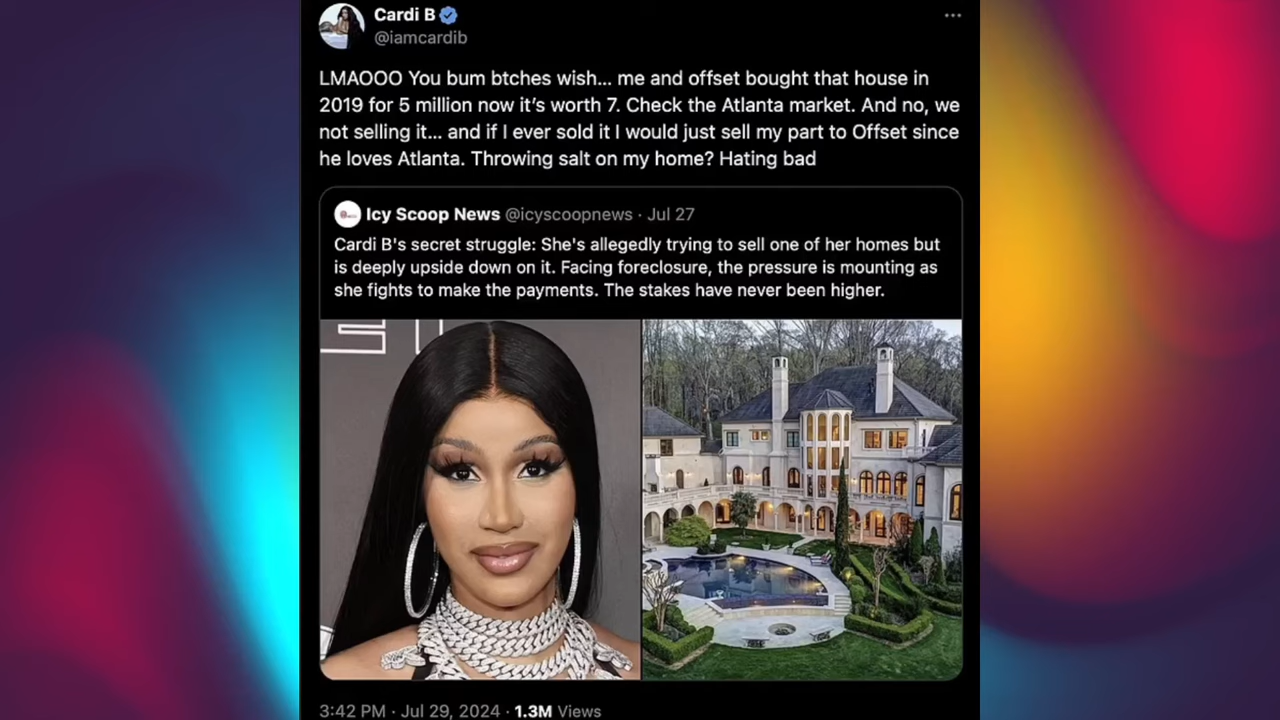 Cardi B
@iamcardib
LMAOOO You bum btches wish... me and offset bought that house in
2019 for 5 million now it's worth 7. Check the Atlanta market. And no, we
not selling it... and if I ever sold it I would just sell my part to Offset since
he loves Atlanta. Throwing salt on my home? Hating bad
Icy Scoop News @icyscoopnews · Jul 27
Cardi B's secret struggle: She's allegedly trying to sell one of her homes but
is deeply upside down on it. Facing foreclosure, the pressure is mounting as
she fights to make the payments. The stakes have never been higher.
3:42 PM · Jul 29, 2024 · 1.3M Views